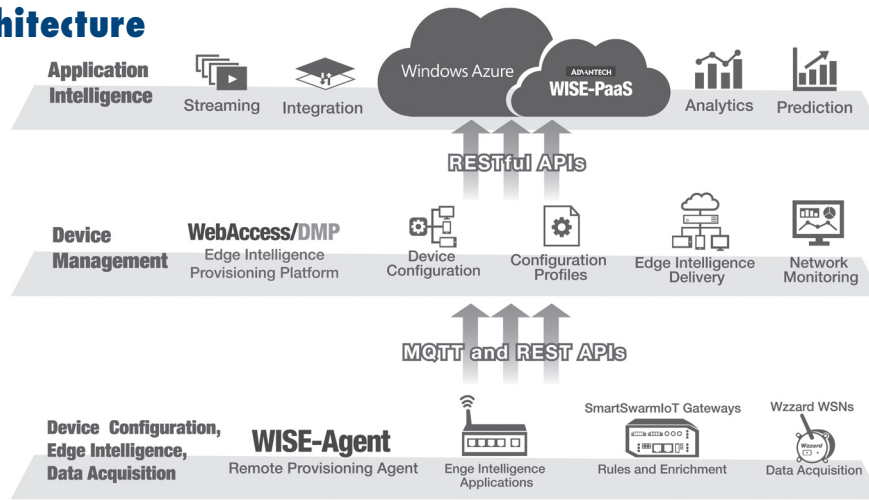 hitecture
Application
Intelligence
Streaming
Integration
Windows Azure
ADVANTECH
WISE-PaaS
Analytics
Prediction
RESTful APIs
Device
Management
WebAccess/DMP
Edge Intelligence
Provisioning Platform
Device
Configuration
Configuration
Profiles
Edge Intelligence
Delivery
Network
Monitoring
MQTT and REST APIs
Device Configuration,
Edge Intelligence,
Data Acquisition
WISE-Agent
Remote Provisioning Agent
Enge Intelligence
Applications
SmartSwarmIoT Gateways
Rules and Enrichment
Wzzard WSNs
Wzzard
Data Acquisition